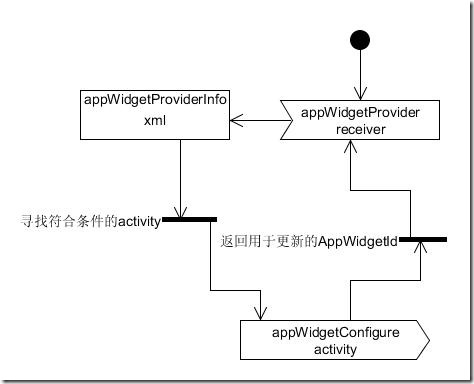 appWidgetProviderInfo
xml
appWidgetProvider
receiver
寻找符合条件的activity
返回用于更新的AppWidgetId
appWidgetConfigure
activity